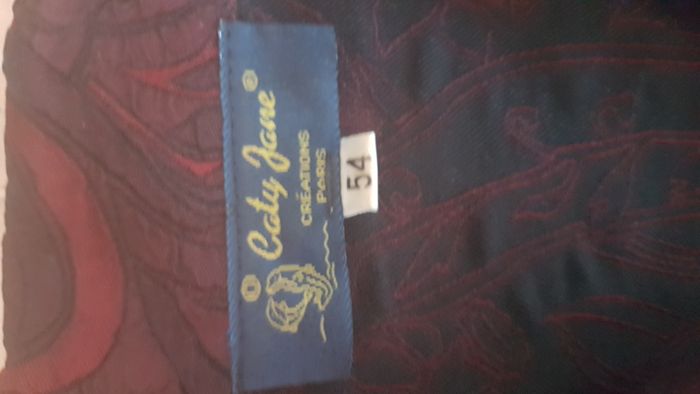 Caty Jane ®
CRÉATIONS
PARIS
54